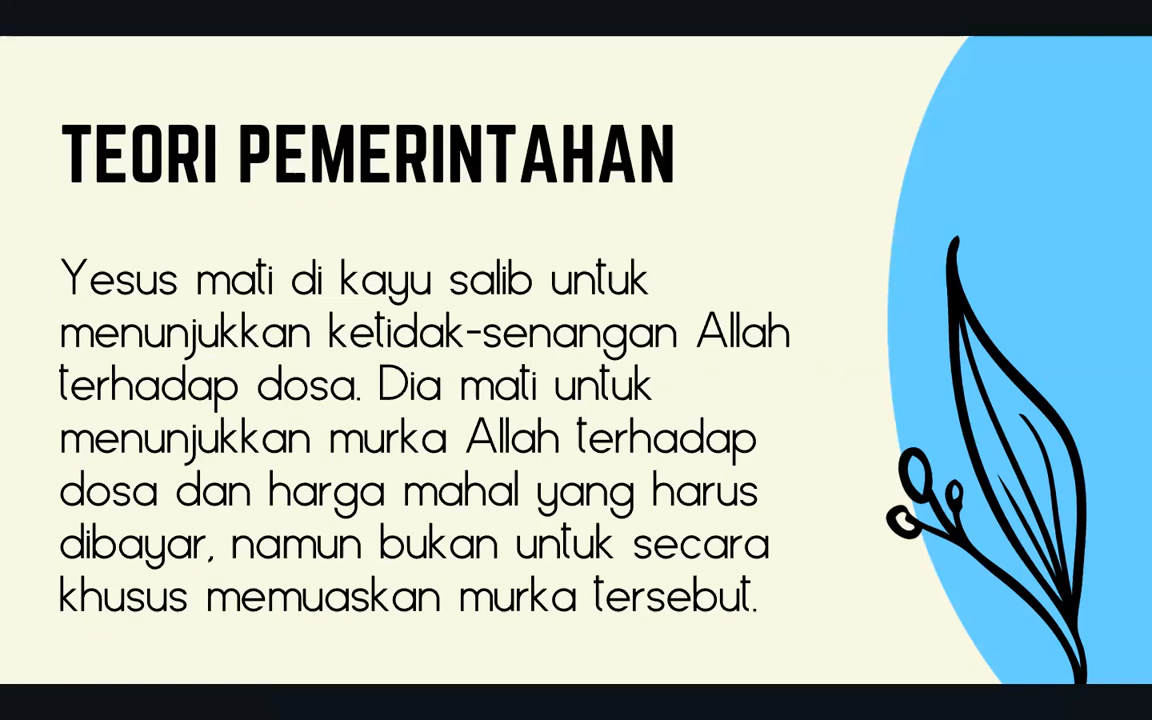 TEORI PEMERINTAHAN
Yesus mati di kayu salib untuk
menunjukkan ketidak-senangan Allah
terhadap dosa. Dia mati untuk
menunjukkan murka Allah terhadap
dosa dan harga mahal yang harus
dibayar, namun bukan untuk secara
khusus memuaskan murka tersebut.